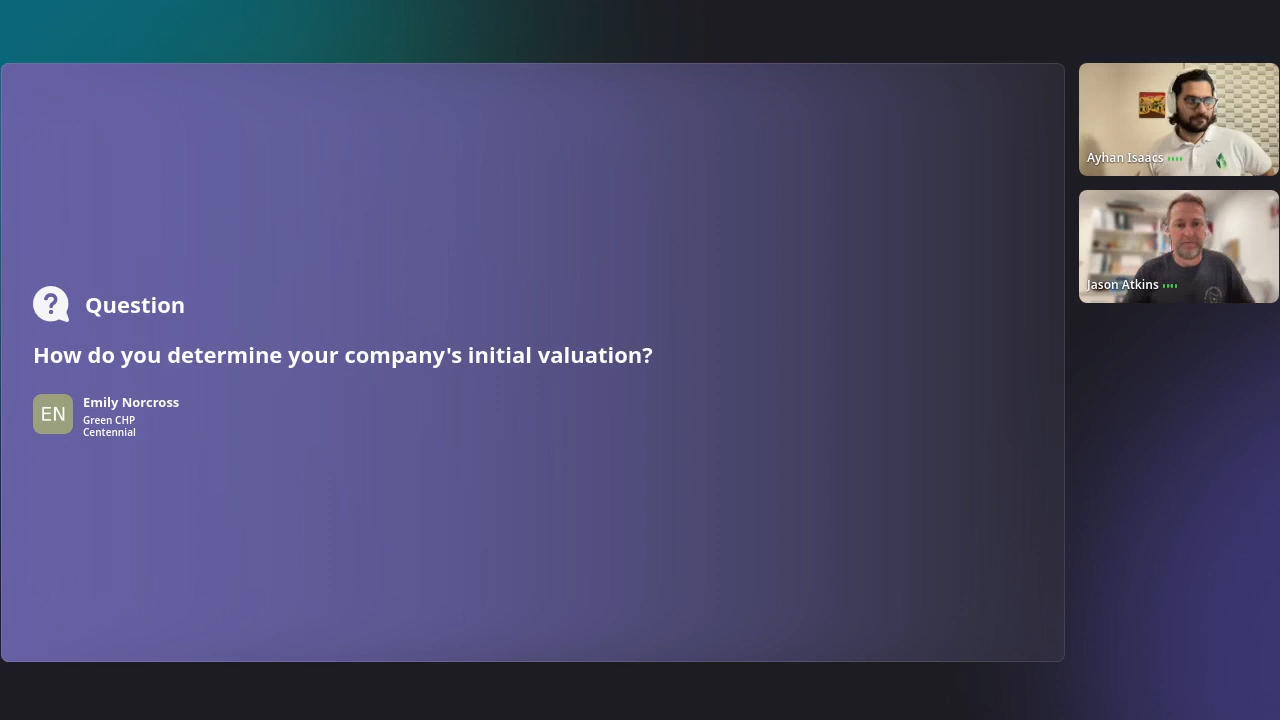 Question
How do you determine your company's initial valuation?
EN
Emily Norcross
Green CHP
Centennial
Ayhan Isaacs
Jason Atkins